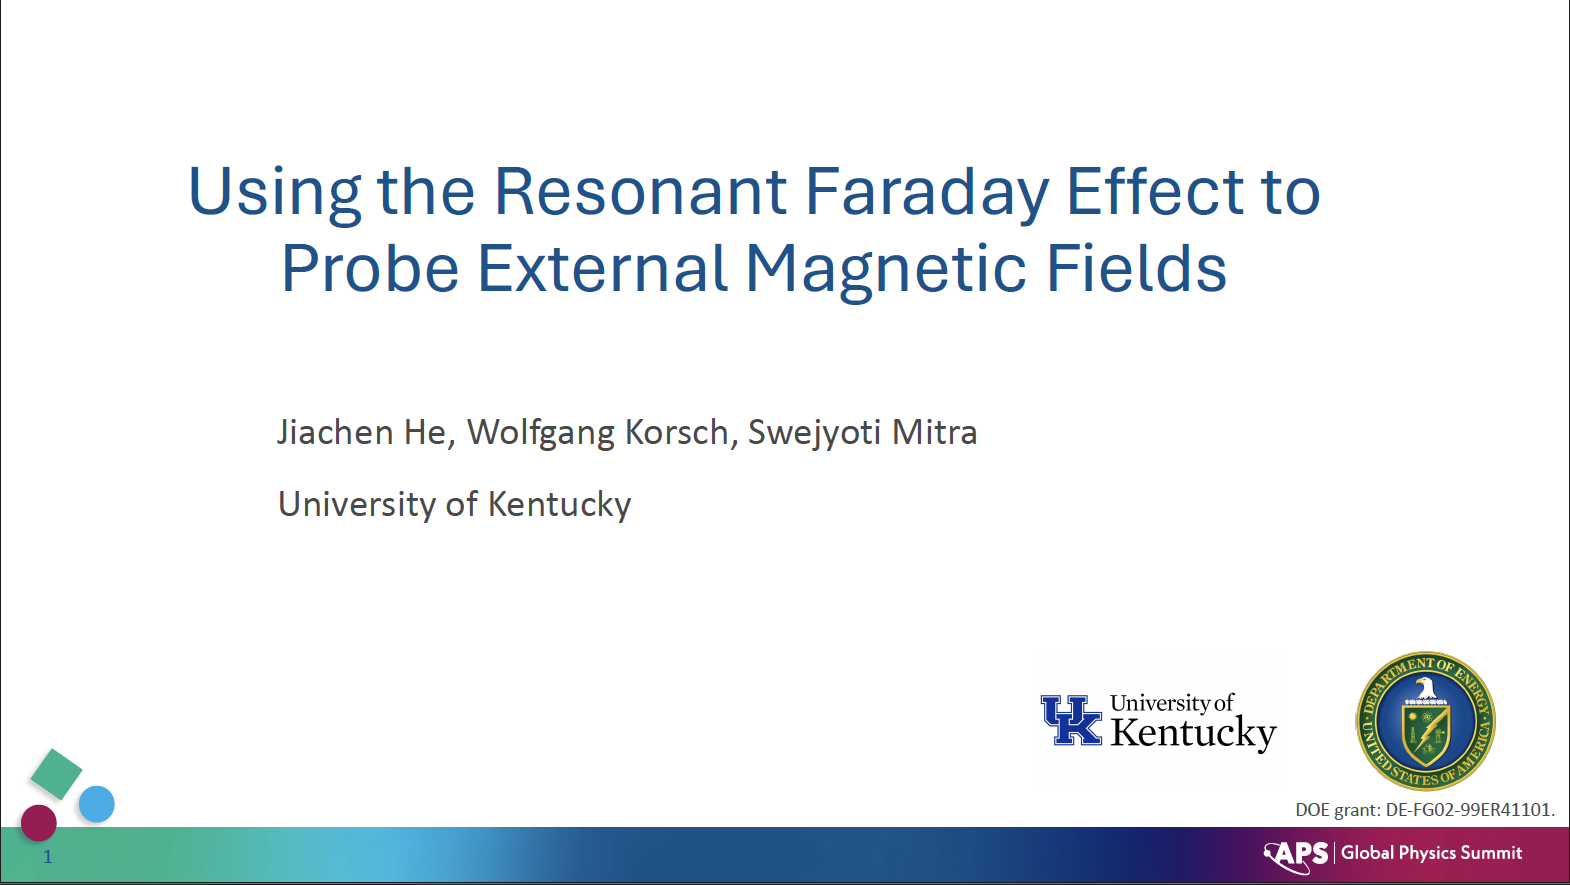 Using the Resonant Faraday Effect to
Probe External Magnetic Fields
Jiachen He, Wolfgang Korsch, Swejyoti Mitra
University of Kentucky
UK University of
Kentucky
DEPARTMENT OF ENERGY
UNITED STATES OF AMERICA
DOE grant: DE-FG02-99ER41101.
1
APS | Global Physics Summit